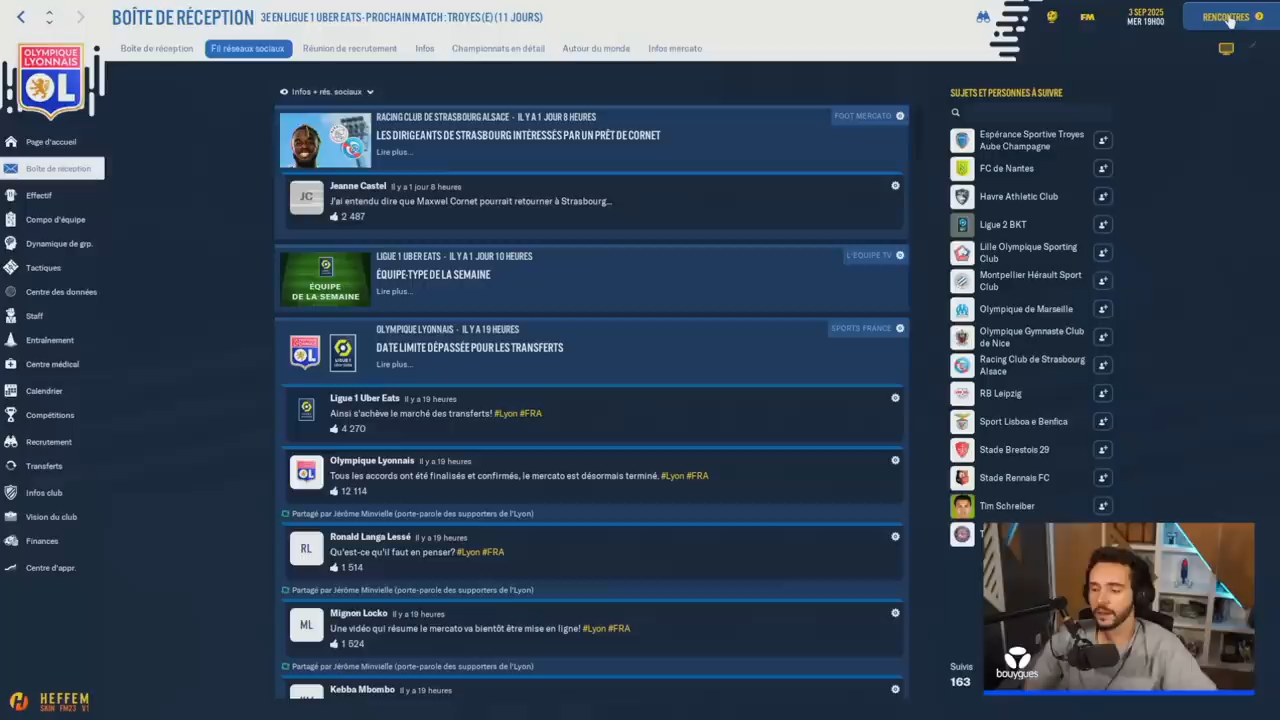 BOÎTE DE RÉCEPTION
3E EN LIGUE 1 UBER EATS - PROCHAIN MATCH : TROYES (E) (11 JOURS)
FM
3 SEP 2025
MER 19H00
RENCONTRES
Boîte de réception
Fil réseaux sociaux
Réunion de recrutement
Infos
Championnats en détail
Autour du monde
Infos mercato
OLYMPIQUE
LYONNAIS
OL
Page d'accueil
Boîte de réception
Effectif
Compo d'équipe
Dynamique de grp.
Tactiques
Centre des données
Staff
Entraînement
Centre médical
Calendrier
Compétitions
Recrutement
Transferts
Infos club
Vision du club
Finances
Centre d'appr.
HEFFEM
SKIN FM23 V1
Infos + rés. sociaux
RACING CLUB DE STRASBOURG ALSACE - IL Y A 1 JOUR 8 HEURES
FOOT MERCATO
LES DIRIGEANTS DE STRASBOURG INTÉRESSÉS PAR UN PRÊT DE CORNET
Lire plus...
JC
Jeanne Castel Il y a 1 jour 8 heures
J'ai entendu dire que Maxwel Cornet pourrait retourner à Strasbourg...
2 487
LIGUE 1 UBER EATS - IL Y A 1 JOUR 10 HEURES
L'EQUIPE TV
ÉQUIPE-TYPE DE LA SEMAINE
Lire plus...
ÉQUIPE
DE LA SEMAINE
OLYMPIQUE LYONNAIS - IL Y A 19 HEURES
SPORTS FRANCE
DATE LIMITE DÉPASSÉE POUR LES TRANSFERTS
Lire plus...
Ligue 1 Uber Eats Il y a 19 heures
Ainsi s'achève le marché des transferts! #Lyon #FRA
4 270
Olympique Lyonnais Il y a 19 heures
Tous les accords ont été finalisés et confirmés, le mercato est désormais terminé. #Lyon #FRA
12 114
Partagé par Jérôme Minvielle (porte-parole des supporters de l'Lyon)
RL
Ronald Langa Lessé Il y a 19 heures
Qu'est-ce qu'il faut en penser? #Lyon #FRA
1 514
Partagé par Jérôme Minvielle (porte-parole des supporters de l'Lyon)
ML
Mignon Locko Il y a 19 heures
Une vidéo qui résume le mercato va bientôt être mise en ligne! #Lyon #FRA
1 524
Partagé par Jérôme Minvielle (porte-parole des supporters de l'Lyon)
Kebba Mbombo Il y a 19 heures
SUJETS ET PERSONNES À SUIVRE
Espérance Sportive Troyes
Aube Champagne
FC de Nantes
Havre Athletic Club
Ligue 2 BKT
Lille Olympique Sporting
Club
Montpellier Hérault Sport
Club
Olympique de Marseille
Olympique Gymnaste Club
de Nice
Racing Club de Strasbourg
Alsace
RB Leipzig
Sport Lisboa e Benfica
Stade Brestois 29
Stade Rennais FC
Tim Schreiber
Suivis
163
bouygues